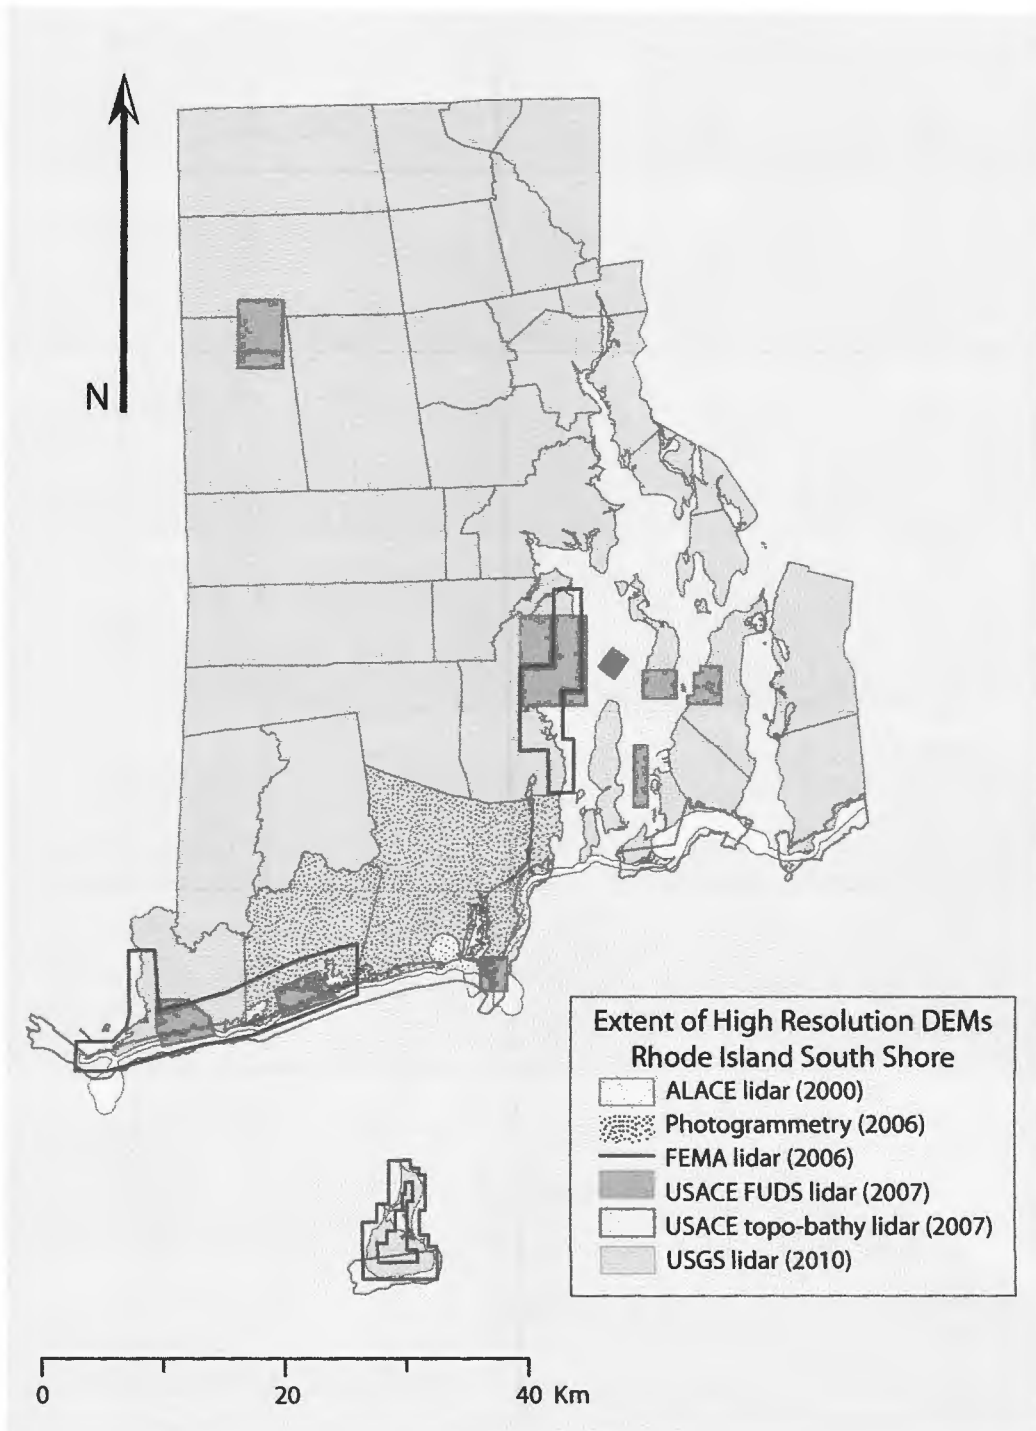 N
Extent of High Resolution DEMs
Rhode Island South Shore
ALACE lidar (2000)
Photogrammetry (2006)
FEMA lidar (2006)
USACE FUDS lidar (2007)
USACE topo-bathy lidar (2007)
USGS lidar (2010)
0 20 40 Km